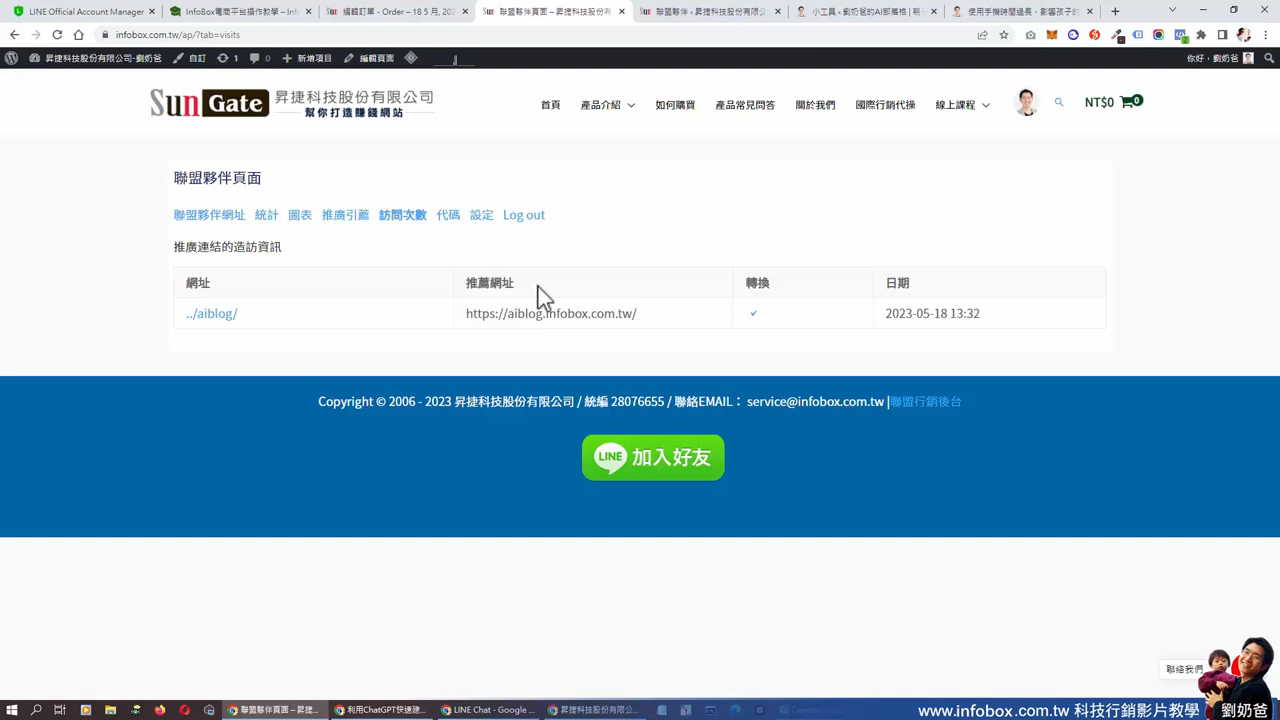 LINE Official Account Manager
InfoBox電商平台操作教學 – Inf
編輯訂單 - Order – 18 5 月, 20
聯盟夥伴頁面 – 昇捷科技股份有
聯盟夥伴 ‹ 昇捷科技股份有限公
小工具 ‹ 劉奶爸的AI部落格 | 親子
使用手機時間過長，影響孩子的
infobox.com.tw/ap/?tab=visits
昇捷科技股份有限公司-劉奶爸
自訂
1
0
新增項目
編輯頁面
你好，劉奶爸
Sun Gate
昇捷科技股份有限公司
幫你打造賺錢網站
首頁
產品介紹
如何購買
產品常見問答
關於我們
國際行銷代操
線上課程
NT$0
0
聯盟夥伴頁面
聯盟夥伴網址 統計 圖表 推廣引薦 訪問次數 代碼 設定 Log out
推廣連結的造訪資訊
網址 推薦網址 轉換 日期
../aiblog/ https://aiblog.infobox.com.tw/ 2023-05-18 13:32
Copyright © 2006 - 2023 昇捷科技股份有限公司 / 統編 28076655 / 聯絡EMAIL： service@infobox.com.tw |聯盟行銷後台
LINE 加入好友
聯絡我們
聯盟夥伴頁面 – 昇捷...
利用ChatGPT快速建...
LINE Chat - Google ...
昇捷科技股份有限公...
www.infobox.com.tw 科技行銷影片教學 劉奶爸